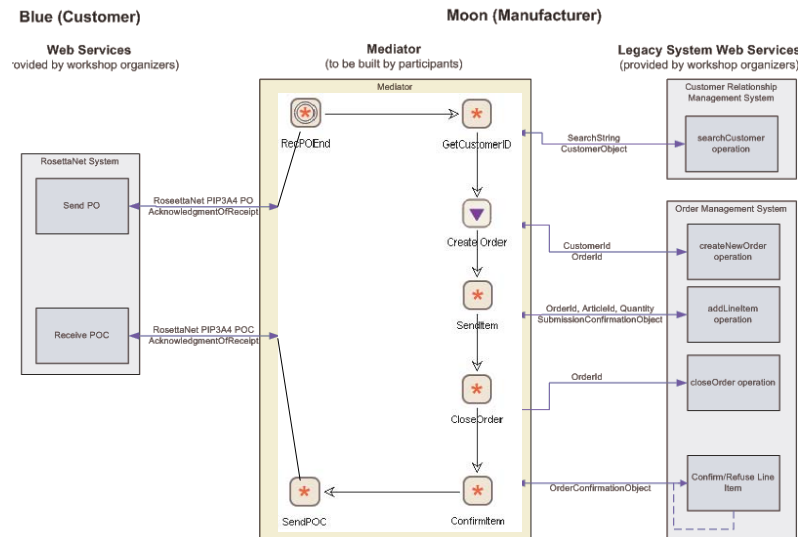 Blue (Customer)
Moon (Manufacturer)
Web Services
rovided by workshop organizers)
Mediator
(to be built by participants)
Legacy System Web Services
(provided by workshop organizers)
Mediator
RecPOEnd
GetCustomerID
Create Order
SendItem
CloseOrder
ConfirmItem
SendPOC
RosettaNet System
Send PO
Receive POC
RoseettaNet PIP3A4 PO
AcknowledgmentOfReceipt
RosettaNet PIP3A4 POC
AcknowledgmentOfReceipt
SearchString
CustomerObject
CustomerId
OrderId
OrderId, ArticleId, Quantity
SubmissionConfirmationObject
OrderId
OrderConfirmationObject
Customer Relationship
Management System
searchCustomer
operation
Order Management System
createNewOrder
operation
addLineItem
operation
closeOrder operation
Confirm/Refuse Line
Item